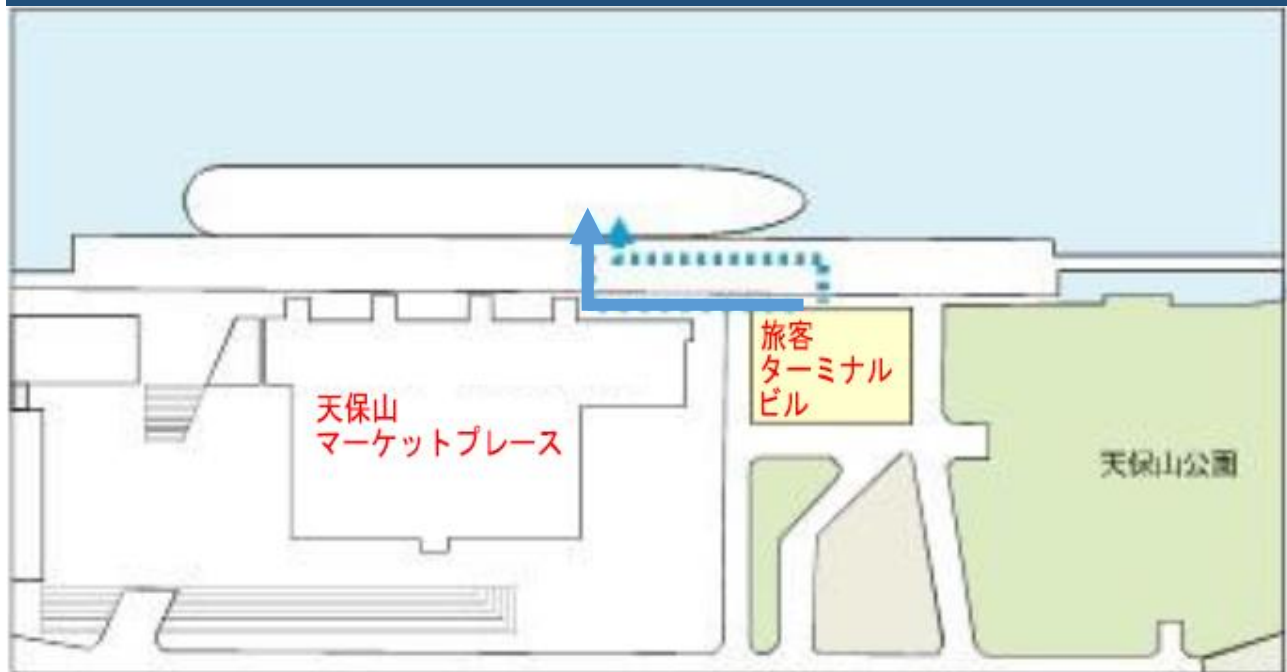 旅客
ターミナル
ビル
天保山
マーケットプレース
天保山公園